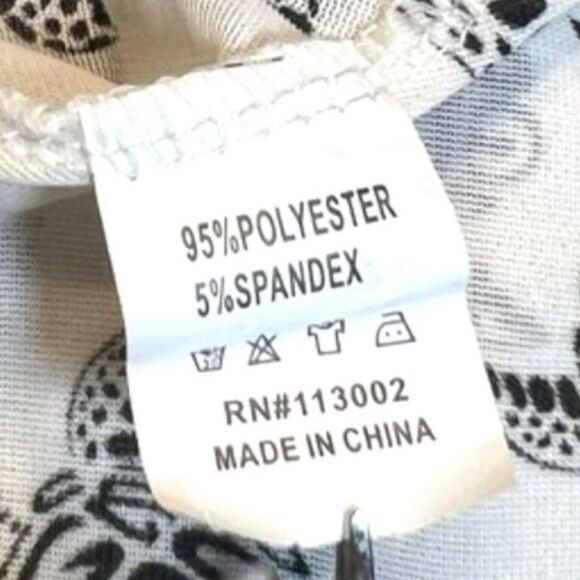 95%POLYESTER
5%SPANDEX
RN#113002
MADE IN CHINA